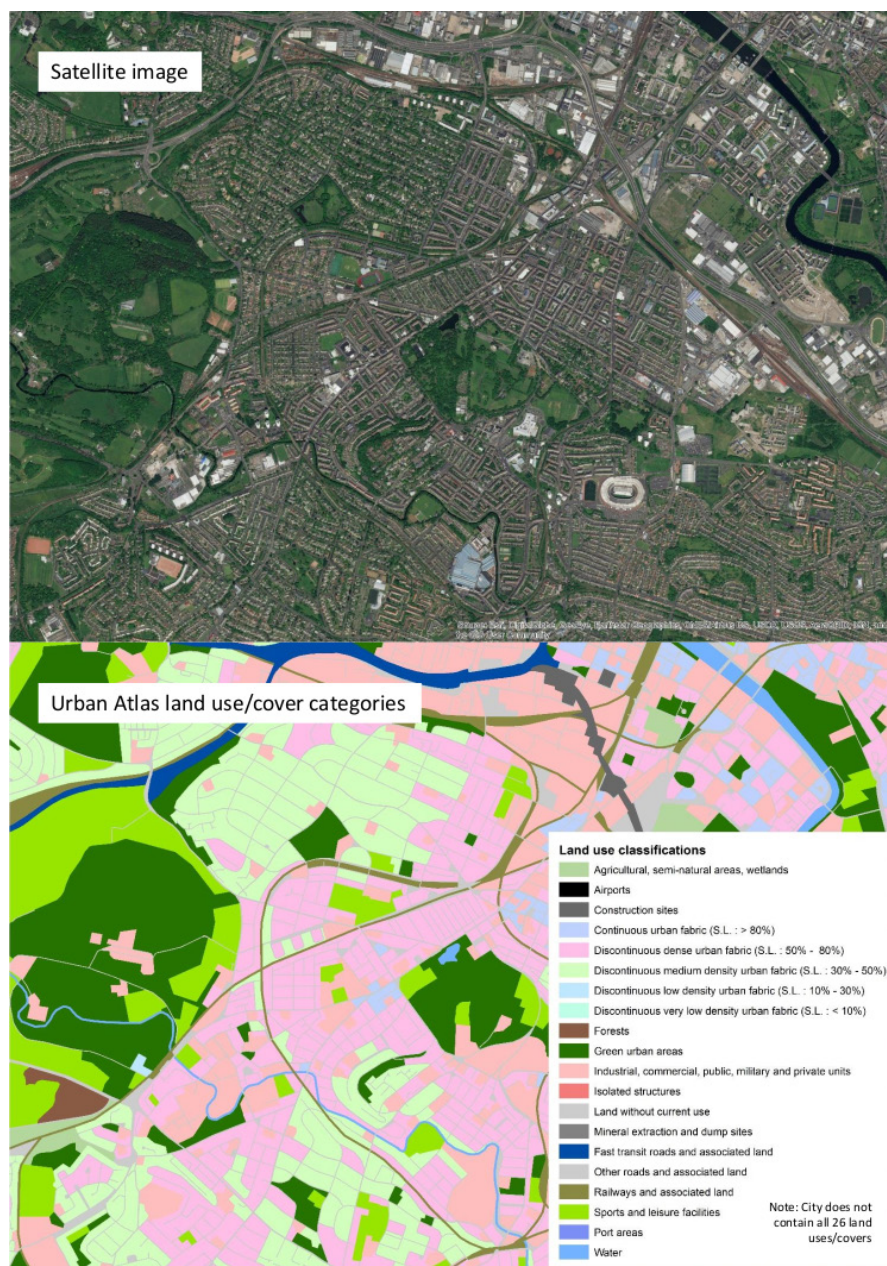 Satellite image
Urban Atlas land use/cover categories
Land use classifications
Agricultural, semi-natural areas, wetlands
Airports
Construction sites
Continuous urban fabric (S.L. : > 80%)
Discontinuous dense urban fabric (S.L. : 50% - 80%)
Discontinuous medium density urban fabric (S.L. : 30% - 50%)
Discontinuous low density urban fabric (S.L. : 10% - 30%)
Discontinuous very low density urban fabric (S.L. : < 10%)
Forests
Green urban areas
Industrial, commercial, public, military and private units
Isolated structures
Land without current use
Mineral extraction and dump sites
Fast transit roads and associated land
Other roads and associated land
Railways and associated land
Sports and leisure facilities
Port areas
Water
Note: City does not
contain all 26 land
uses/covers